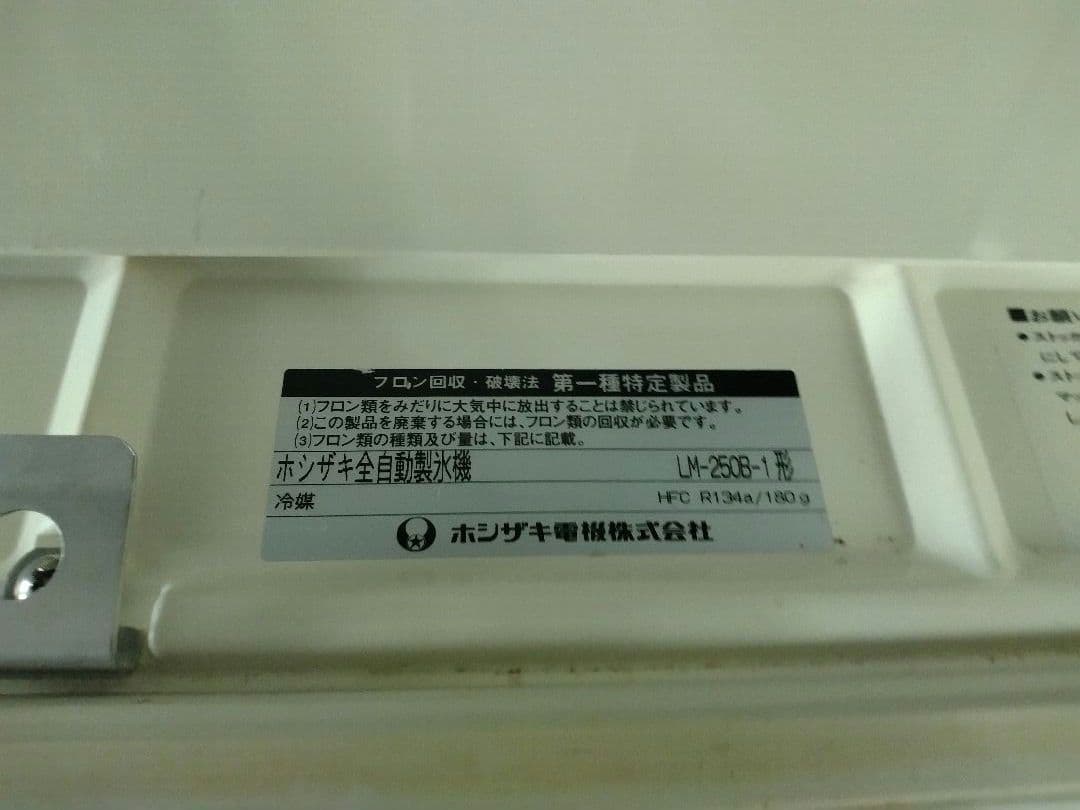 フロン回収・破壊法 第一種特定製品
(1)フロン類をみだりに大気中に放出することは禁じられています。
(2)この製品を廃棄する場合には、フロン類の回収が必要です。
(3)フロン類の種類及び量は、下記に記載。
ホシザキ全自動製氷機 LM-250B-1形
冷媒 HFC R134a/180g
ホシザキ電機株式会社
■お願い